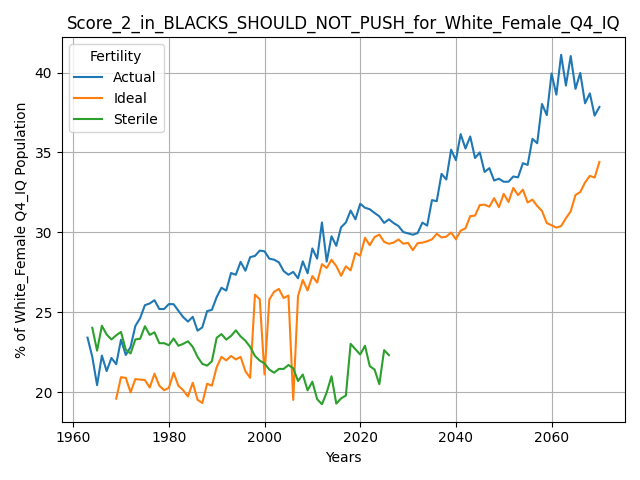 Score_2_in_BLACKS_SHOULD_NOT_PUSH_for_White_Female_Q4_IQ
Fertility
Actual
Ideal
Sterile
% of White_Female Q4_IQ Population
40
35
30
25
20
1960 1980 2000 2020 2040 2060
Years